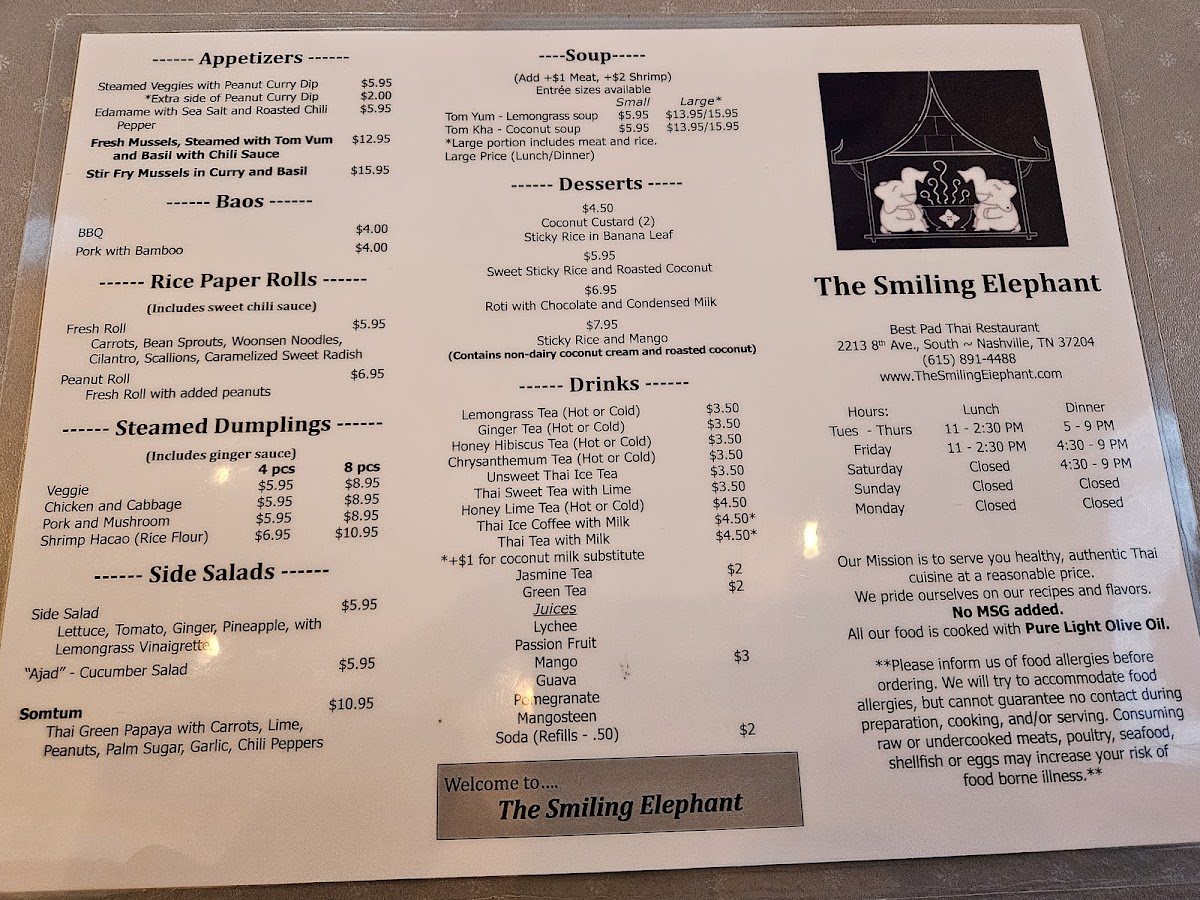 ------ Appetizers ------
Steamed Veggies with Peanut Curry Dip $5.95
*Extra side of Peanut Curry Dip $2.00
Edamame with Sea Salt and Roasted Chili $5.95
Pepper
Fresh Mussels, Steamed with Tom Vum $12.95
and Basil with Chili Sauce
Stir Fry Mussels in Curry and Basil $15.95
------ Baos ------
BBQ $4.00
Pork with Bamboo $4.00
------ Rice Paper Rolls ------
(Includes sweet chili sauce)
Fresh Roll $5.95
Carrots, Bean Sprouts, Woonsen Noodles,
Cilantro, Scallions, Caramelized Sweet Radish
Peanut Roll $6.95
Fresh Roll with added peanuts
------ Steamed Dumplings ------
(Includes ginger sauce)
4 pcs 8 pcs
Veggie $5.95 $8.95
Chicken and Cabbage $5.95 $8.95
Pork and Mushroom $5.95 $8.95
Shrimp Hacao (Rice Flour) $6.95 $10.95
------ Side Salads ------
Side Salad $5.95
Lettuce, Tomato, Ginger, Pineapple, with
Lemongrass Vinaigrette
"Ajad" - Cucumber Salad $5.95
Somtum $10.95
Thai Green Papaya with Carrots, Lime,
Peanuts, Palm Sugar, Garlic, Chili Peppers
----Soup-----
(Add +$1 Meat, +$2 Shrimp)
Entrée sizes available
Small Large*
Tom Yum - Lemongrass soup $5.95 $13.95/15.95
Tom Kha - Coconut soup $5.95 $13.95/15.95
*Large portion includes meat and rice.
Large Price (Lunch/Dinner)
------ Desserts -----
$4.50
Coconut Custard (2)
Sticky Rice in Banana Leaf
$5.95
Sweet Sticky Rice and Roasted Coconut
$6.95
Roti with Chocolate and Condensed Milk
$7.95
Sticky Rice and Mango
(Contains non-dairy coconut cream and roasted coconut)
------ Drinks ------
Lemongrass Tea (Hot or Cold) $3.50
Ginger Tea (Hot or Cold) $3.50
Honey Hibiscus Tea (Hot or Cold) $3.50
Chrysanthemum Tea (Hot or Cold) $3.50
Unsweet Thai Ice Tea $3.50
Thai Sweet Tea with Lime $3.50
Honey Lime Tea (Hot or Cold) $4.50
Thai Ice Coffee with Milk $4.50*
Thai Tea with Milk $4.50*
*+$1 for coconut milk substitute
Jasmine Tea $2
Green Tea $2
Juices
Lychee
Passion Fruit
Mango $3
Guava
Pomegranate
Mangosteen
Soda (Refills - .50) $2
Welcome to....
The Smiling Elephant
The Smiling Elephant
Best Pad Thai Restaurant
2213 8th Ave., South ~ Nashville, TN 37204
(615) 891-4488
www.TheSmilingElephant.com
Hours: Lunch Dinner
Tues - Thurs 11 - 2:30 PM 5 - 9 PM
Friday 11 - 2:30 PM 4:30 - 9 PM
Saturday Closed 4:30 - 9 PM
Sunday Closed Closed
Monday Closed Closed
Our Mission is to serve you healthy, authentic Thai
cuisine at a reasonable price.
We pride ourselves on our recipes and flavors.
No MSG added.
All our food is cooked with Pure Light Olive Oil.
**Please inform us of food allergies before
ordering. We will try to accommodate food
allergies, but cannot guarantee no contact during
preparation, cooking, and/or serving. Consuming
raw or undercooked meats, poultry, seafood,
shellfish or eggs may increase your risk of
food borne illness.**